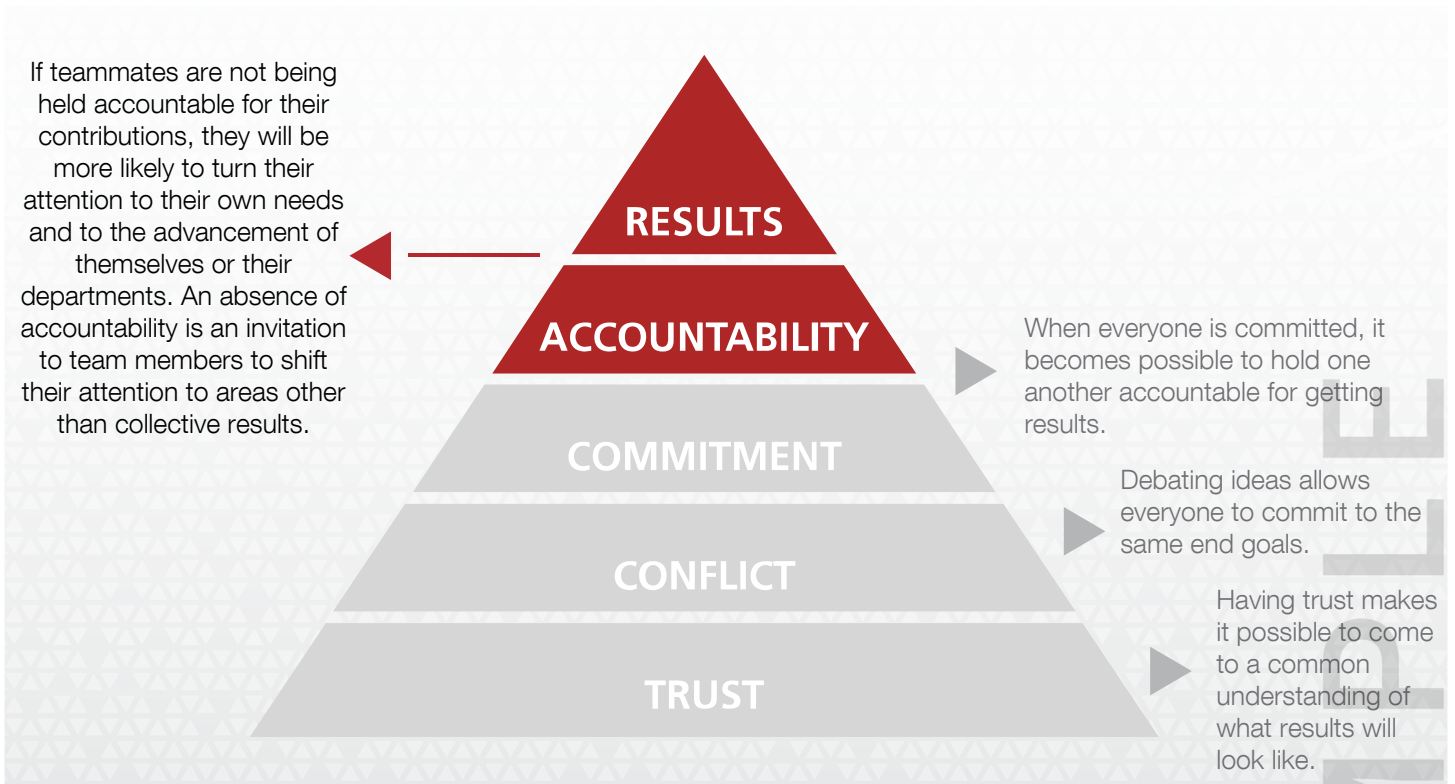 If teammates are not being
held accountable for their
contributions, they will be
more likely to turn their
attention to their own needs
and to the advancement of
themselves or their
departments. An absence of
accountability is an invitation
to team members to shift
their attention to areas other
than collective results.
RESULTS
ACCOUNTABILITY
COMMITMENT
CONFLICT
TRUST
When everyone is committed, it
becomes possible to hold one
another accountable for getting
results.
Debating ideas allows
everyone to commit to the
same end goals.
Having trust makes
it possible to come
to a common
understanding of
what results will
look like.
PLE